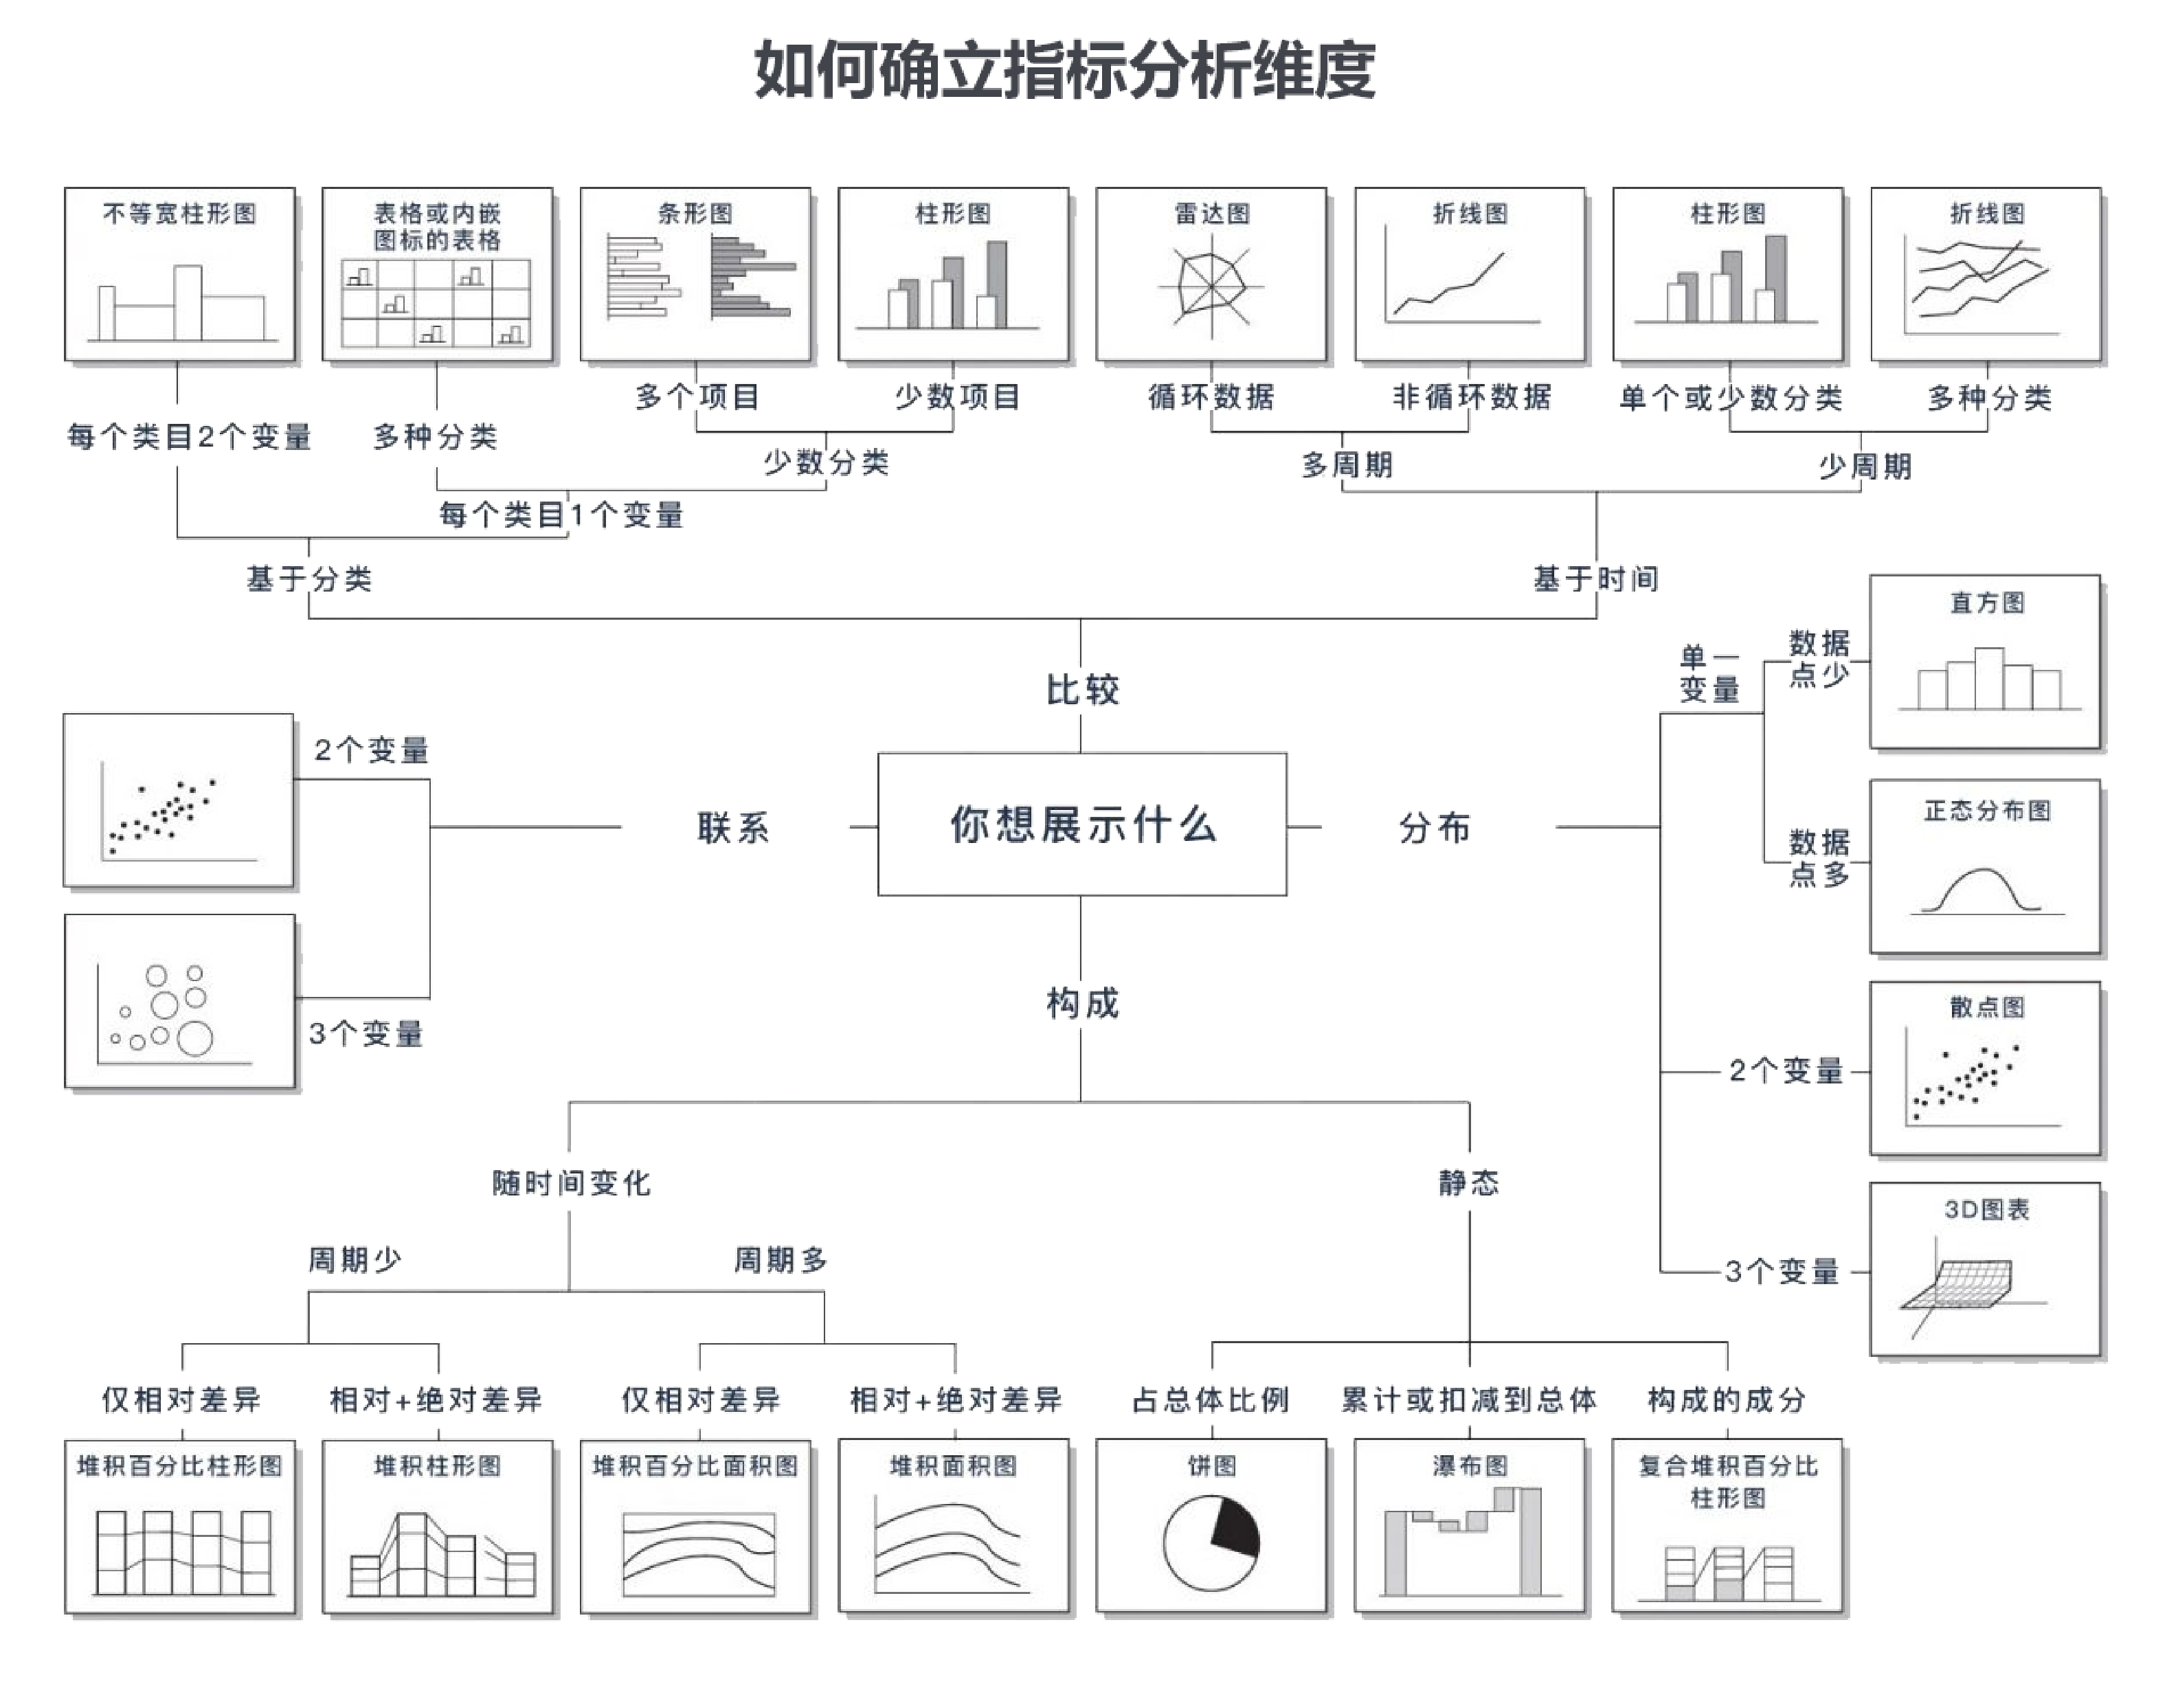 如何确立指标分析维度
不等宽柱形图
表格或内嵌
图标的表格
条形图
柱形图
雷达图
折线图
柱形图
折线图
多个项目
少数项目
循环数据
非循环数据
单个或少数分类
多种分类
每个类目2个变量
多种分类
少数分类
多周期
少周期
每个类目1个变量
基于分类
基于时间
比较
单一
变量
数据
点少
直方图
2个变量
联系
你想展示什么
分布
数据
点多
正态分布图
3个变量
构成
2个变量
散点图
3个变量
3D图表
随时间变化
静态
周期少
周期多
仅相对差异
相对+绝对差异
仅相对差异
相对+绝对差异
占总体比例
累计或扣减到总体
构成的成分
堆积百分比柱形图
堆积柱形图
堆积百分比面积图
堆积面积图
饼图
瀑布图
复合堆积百分比
柱形图